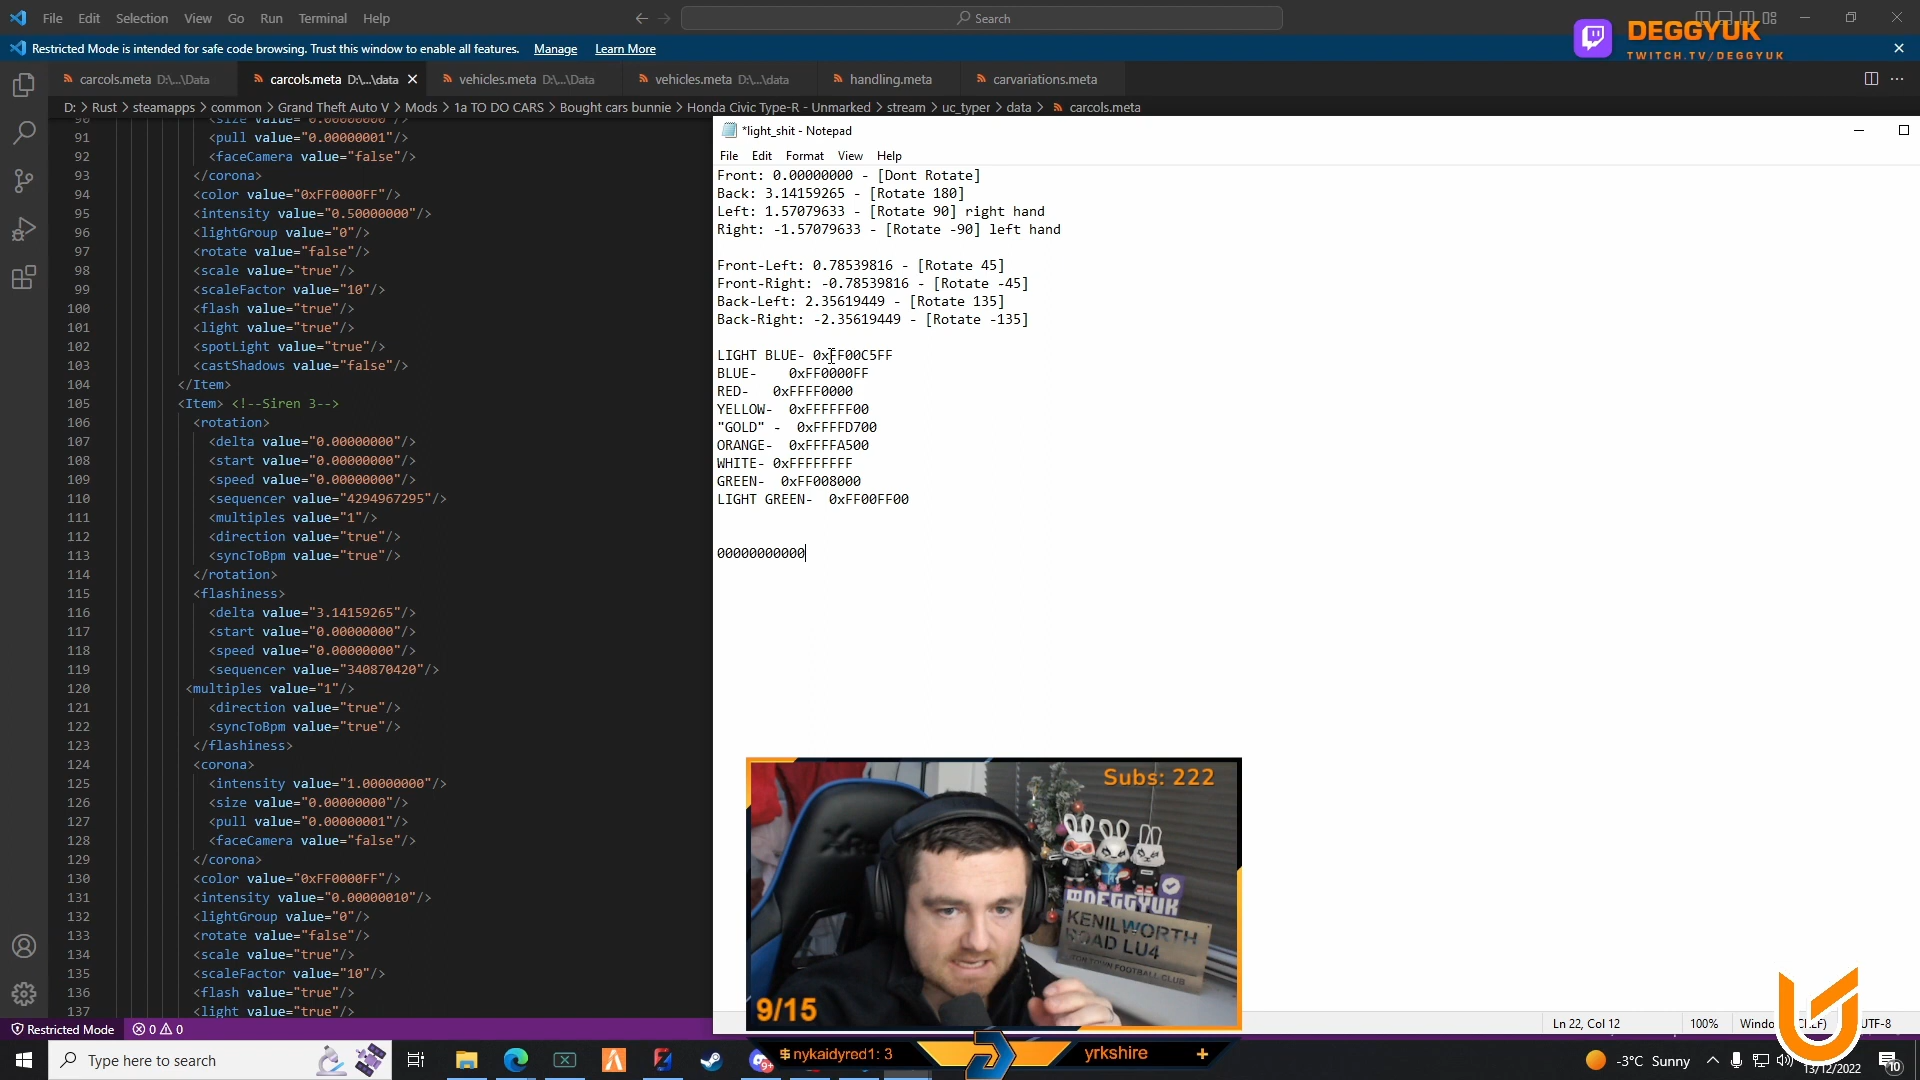 File Edit Selection View Go Run Terminal Help
Search
DEGGYUK
TWITCH.TV/DEGGYUK
Restricted Mode is intended for safe code browsing. Trust this window to enable all features. Manage Learn More
carcols.meta D:\...\Data
carcols.meta D:\...\data
vehicles.meta D:\...\Data
vehicles.meta D:\...\data
handling.meta
carvariations.meta
D: > Rust > steamapps > common > Grand Theft Auto V > Mods > 1a TO DO CARS > Bought cars bunnie > Honda Civic Type-R - Unmarked > stream > uc_typer > data > carcols.meta
90 <size value="0.00000000"/>
91 <pull value="0.00000001"/>
92 <faceCamera value="false"/>
93 </corona>
94 <color value="0xFF0000FF"/>
95 <intensity value="0.50000000"/>
96 <lightGroup value="0"/>
97 <rotate value="false"/>
98 <scale value="true"/>
99 <scaleFactor value="10"/>
100 <flash value="true"/>
101 <light value="true"/>
102 <spotLight value="true"/>
103 <castShadows value="false"/>
104 </Item>
105 <Item> <!--Siren 3-->
106 <rotation>
107 <delta value="0.00000000"/>
108 <start value="0.00000000"/>
109 <speed value="0.00000000"/>
110 <sequencer value="4294967295"/>
111 <multiples value="1"/>
112 <direction value="true"/>
113 <syncToBpm value="true"/>
114 </rotation>
115 <flashiness>
116 <delta value="3.14159265"/>
117 <start value="0.00000000"/>
118 <speed value="0.00000000"/>
119 <sequencer value="340870420"/>
120 <multiples value="1"/>
121 <direction value="true"/>
122 <syncToBpm value="true"/>
123 </flashiness>
124 <corona>
125 <intensity value="1.00000000"/>
126 <size value="0.00000000"/>
127 <pull value="0.00000001"/>
128 <faceCamera value="false"/>
129 </corona>
130 <color value="0xFF0000FF"/>
131 <intensity value="0.00000010"/>
132 <lightGroup value="0"/>
133 <rotate value="false"/>
134 <scale value="true"/>
135 <scaleFactor value="10"/>
136 <flash value="true"/>
137 <light value="true"/>
*light_shit - Notepad
File Edit Format View Help
Front: 0.00000000 - [Dont Rotate]
Back: 3.14159265 - [Rotate 180]
Left: 1.57079633 - [Rotate 90] right hand
Right: -1.57079633 - [Rotate -90] left hand
Front-Left: 0.78539816 - [Rotate 45]
Front-Right: -0.78539816 - [Rotate -45]
Back-Left: 2.35619449 - [Rotate 135]
Back-Right: -2.35619449 - [Rotate -135]
LIGHT BLUE- 0xFF00C5FF
BLUE- 0xFF0000FF
RED- 0xFFFF0000
YELLOW- 0xFFFFFF00
"GOLD" - 0xFFFFD700
ORANGE- 0xFFFFA500
WHITE- 0xFFFFFFFF
GREEN- 0xFF008000
LIGHT GREEN- 0xFF00FF00
00000000000
Subs: 222
@DEGGYUK
KENILWORTH
ROAD LU4
TOWN FOOTBALL CLUB
9/15
Ln 22, Col 12
100%
UTF-8
Restricted Mode 0 0
Type here to search
9+
nykaidyred1: 3
yrkshire
+
-3°C Sunny
13/12/2022
10